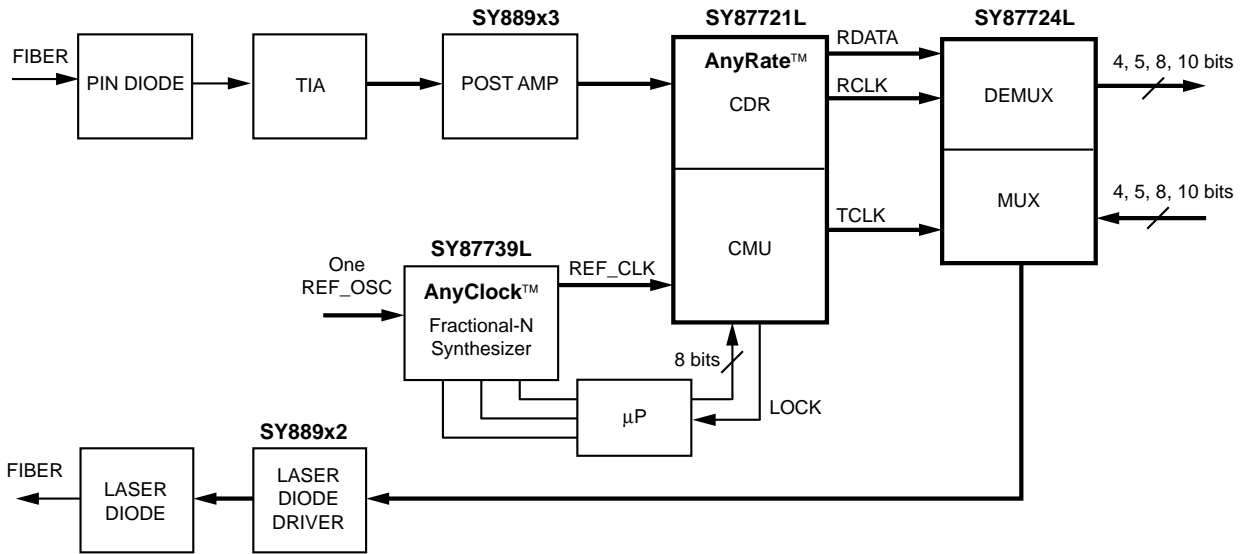 SY889x3
SY87721L
SY87724L
FIBER
PIN DIODE
TIA
POST AMP
AnyRate™
CDR
RDATA
RCLK
DEMUX
4, 5, 8, 10 bits
CMU
TCLK
MUX
4, 5, 8, 10 bits
SY87739L
One
REF_OSC
AnyClock™
Fractional-N
Synthesizer
REF_CLK
8 bits
μP
LOCK
SY889x2
FIBER
LASER
DIODE
LASER
DIODE
DRIVER